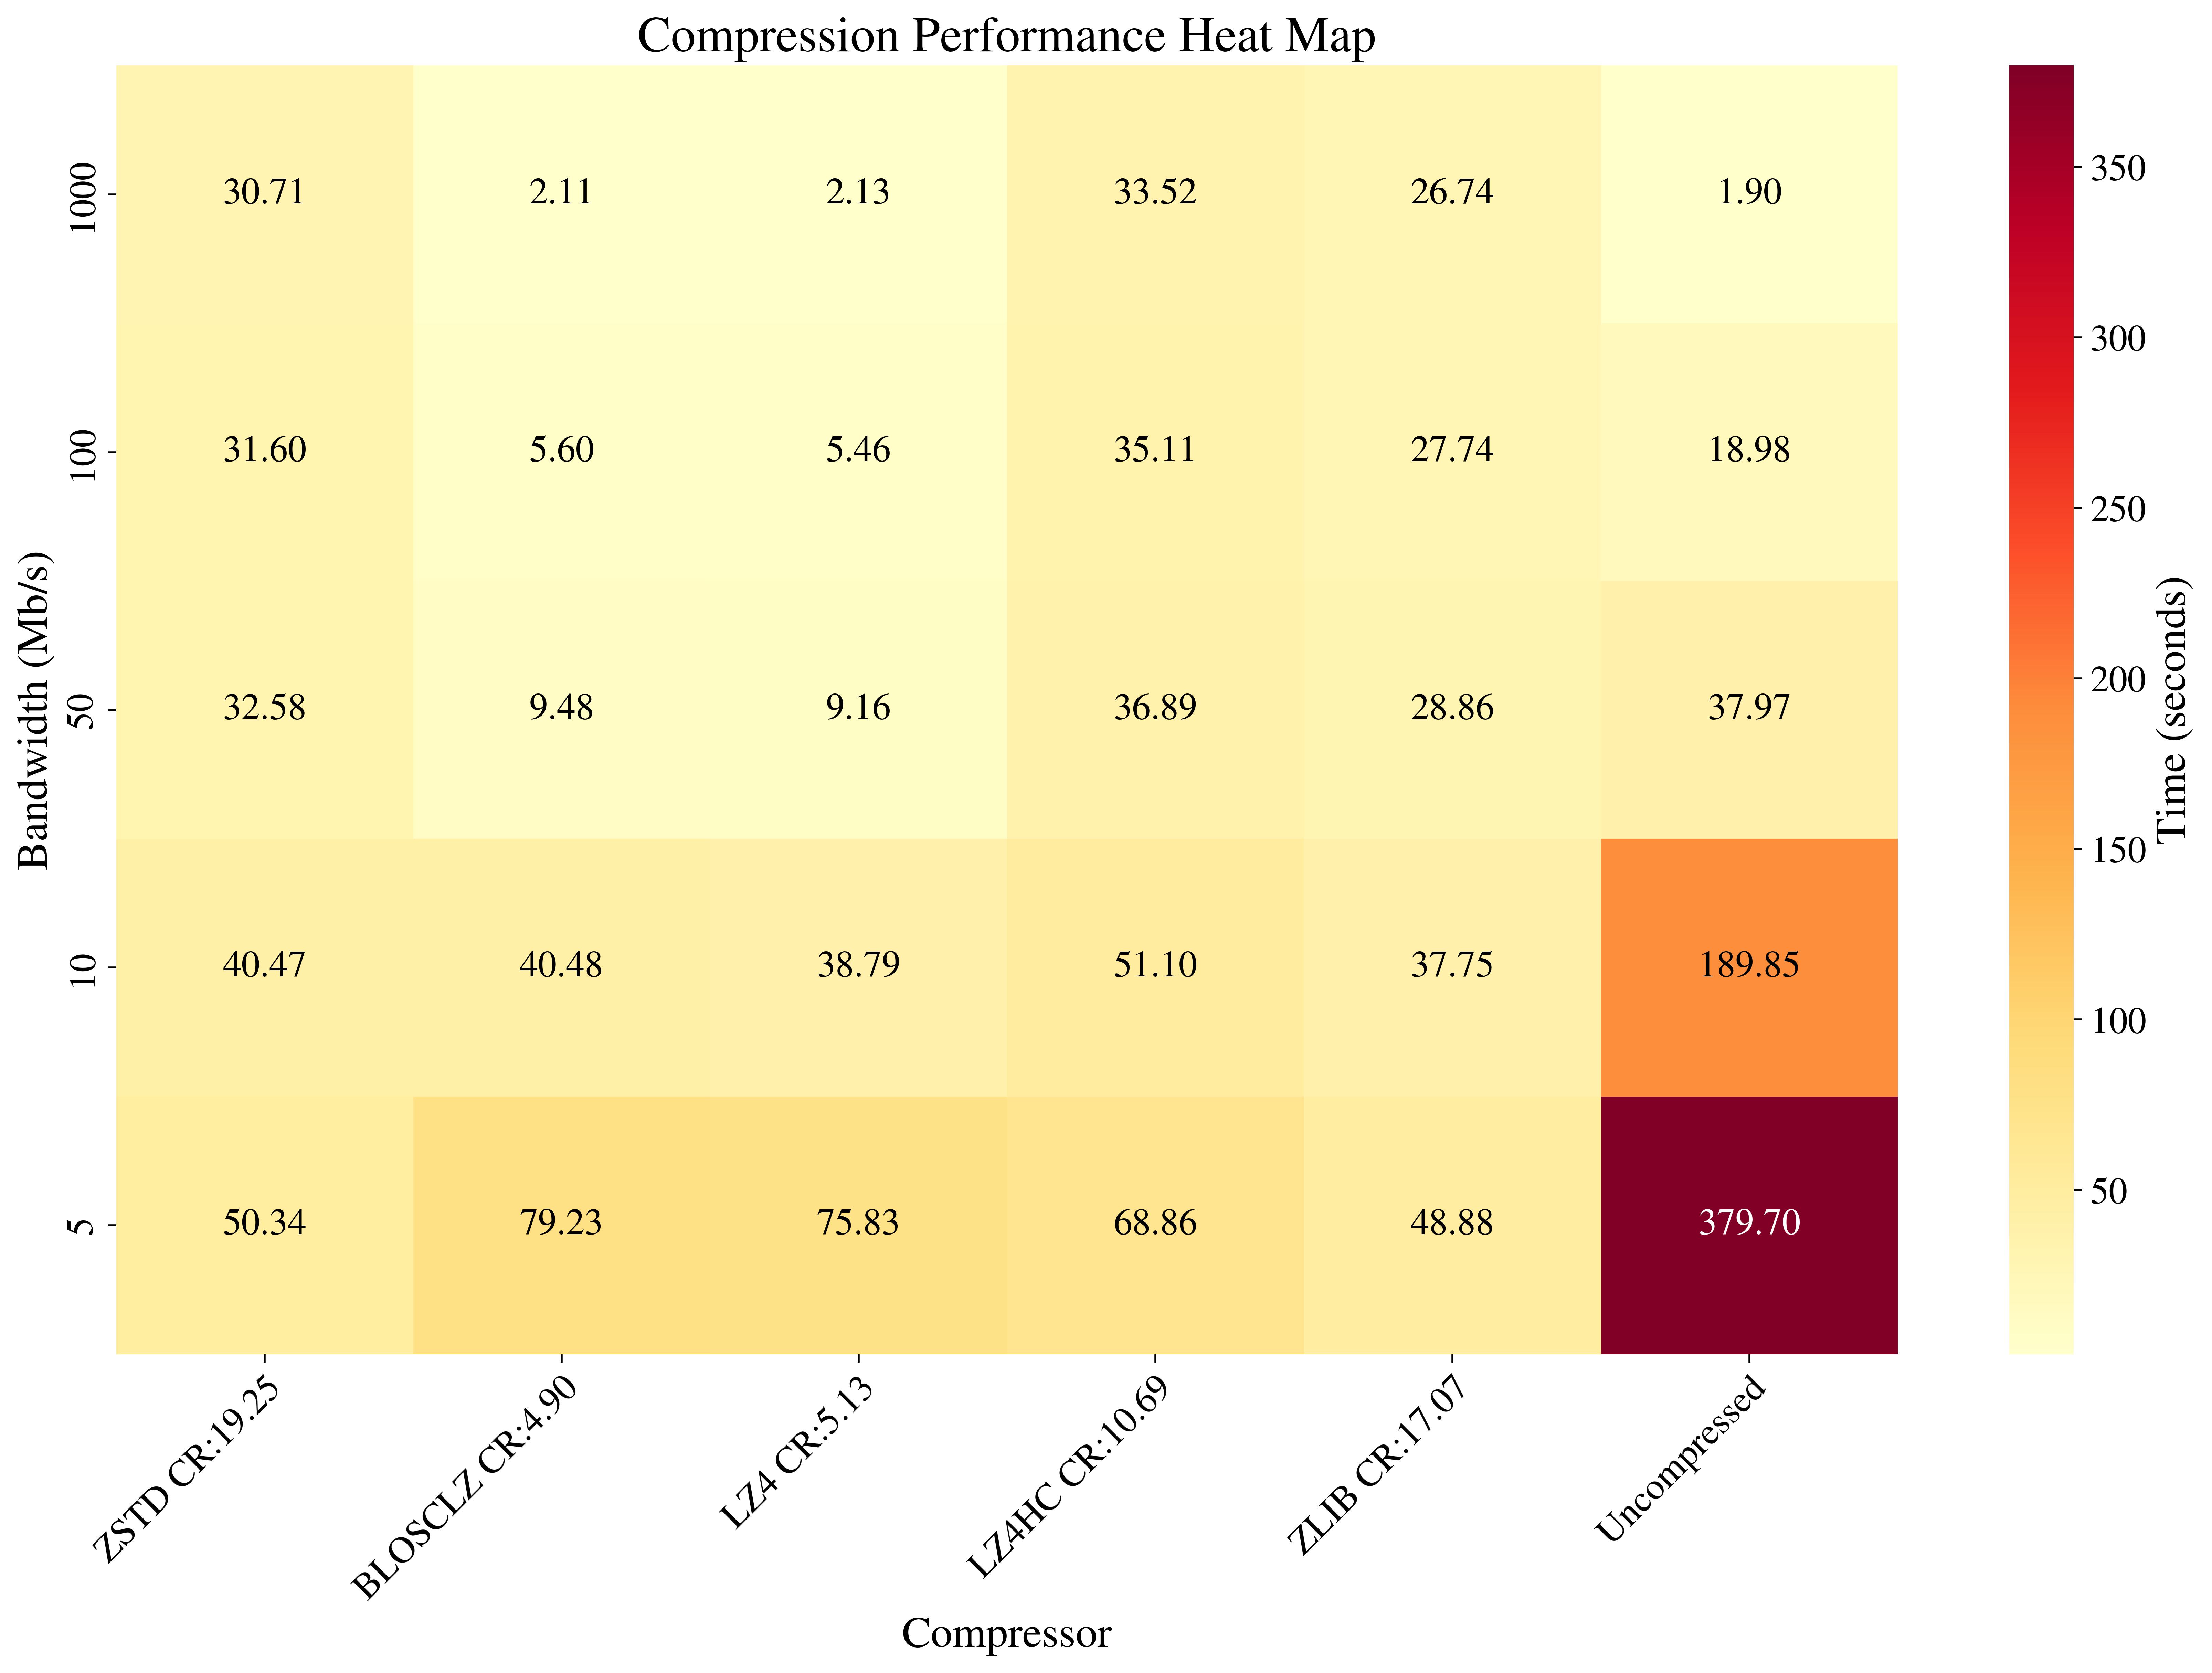 Compression Performance Heat Map
Bandwidth (Mb/s)
1000
30.71 2.11 2.13 33.52 26.74 1.90
100
31.60 5.60 5.46 35.11 27.74 18.98
50
32.58 9.48 9.16 36.89 28.86 37.97
10
40.47 40.48 38.79 51.10 37.75 189.85
5
50.34 79.23 75.83 68.86 48.88 379.70
ZSTD CR:19.25
BLOSCLZ CR:4.90
LZ4 CR:5.13
LZ4HC CR:10.69
ZLIB CR:17.07
Uncompressed
Compressor
350
300
250
200
150
100
50
Time (seconds)